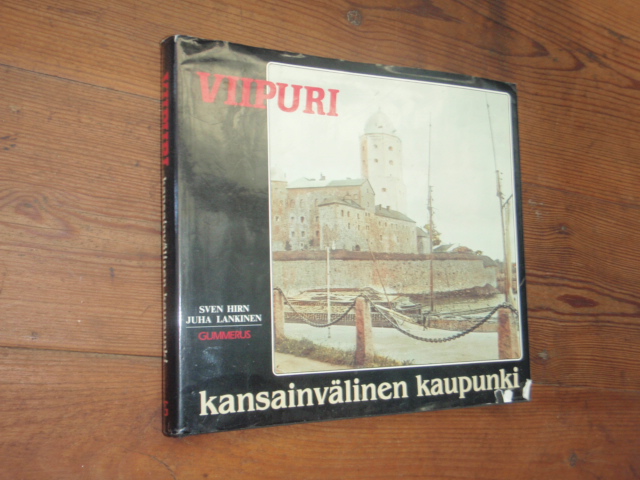 VIIPURI
SVEN HIRN
JUHA LANKINEN
GUMMERUS
kansainvälinen kaupunki
VIIPURI kansainvälinen kaupunki